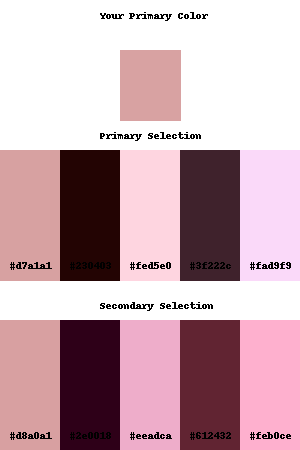 Your Primary Color
Primary Selection
#d7a1a1 #230403 #fed5e0 #3f222c #fad9f9
Secondary Selection
#d8a0a1 #2e0018 #eeadca #612432 #feb0ce